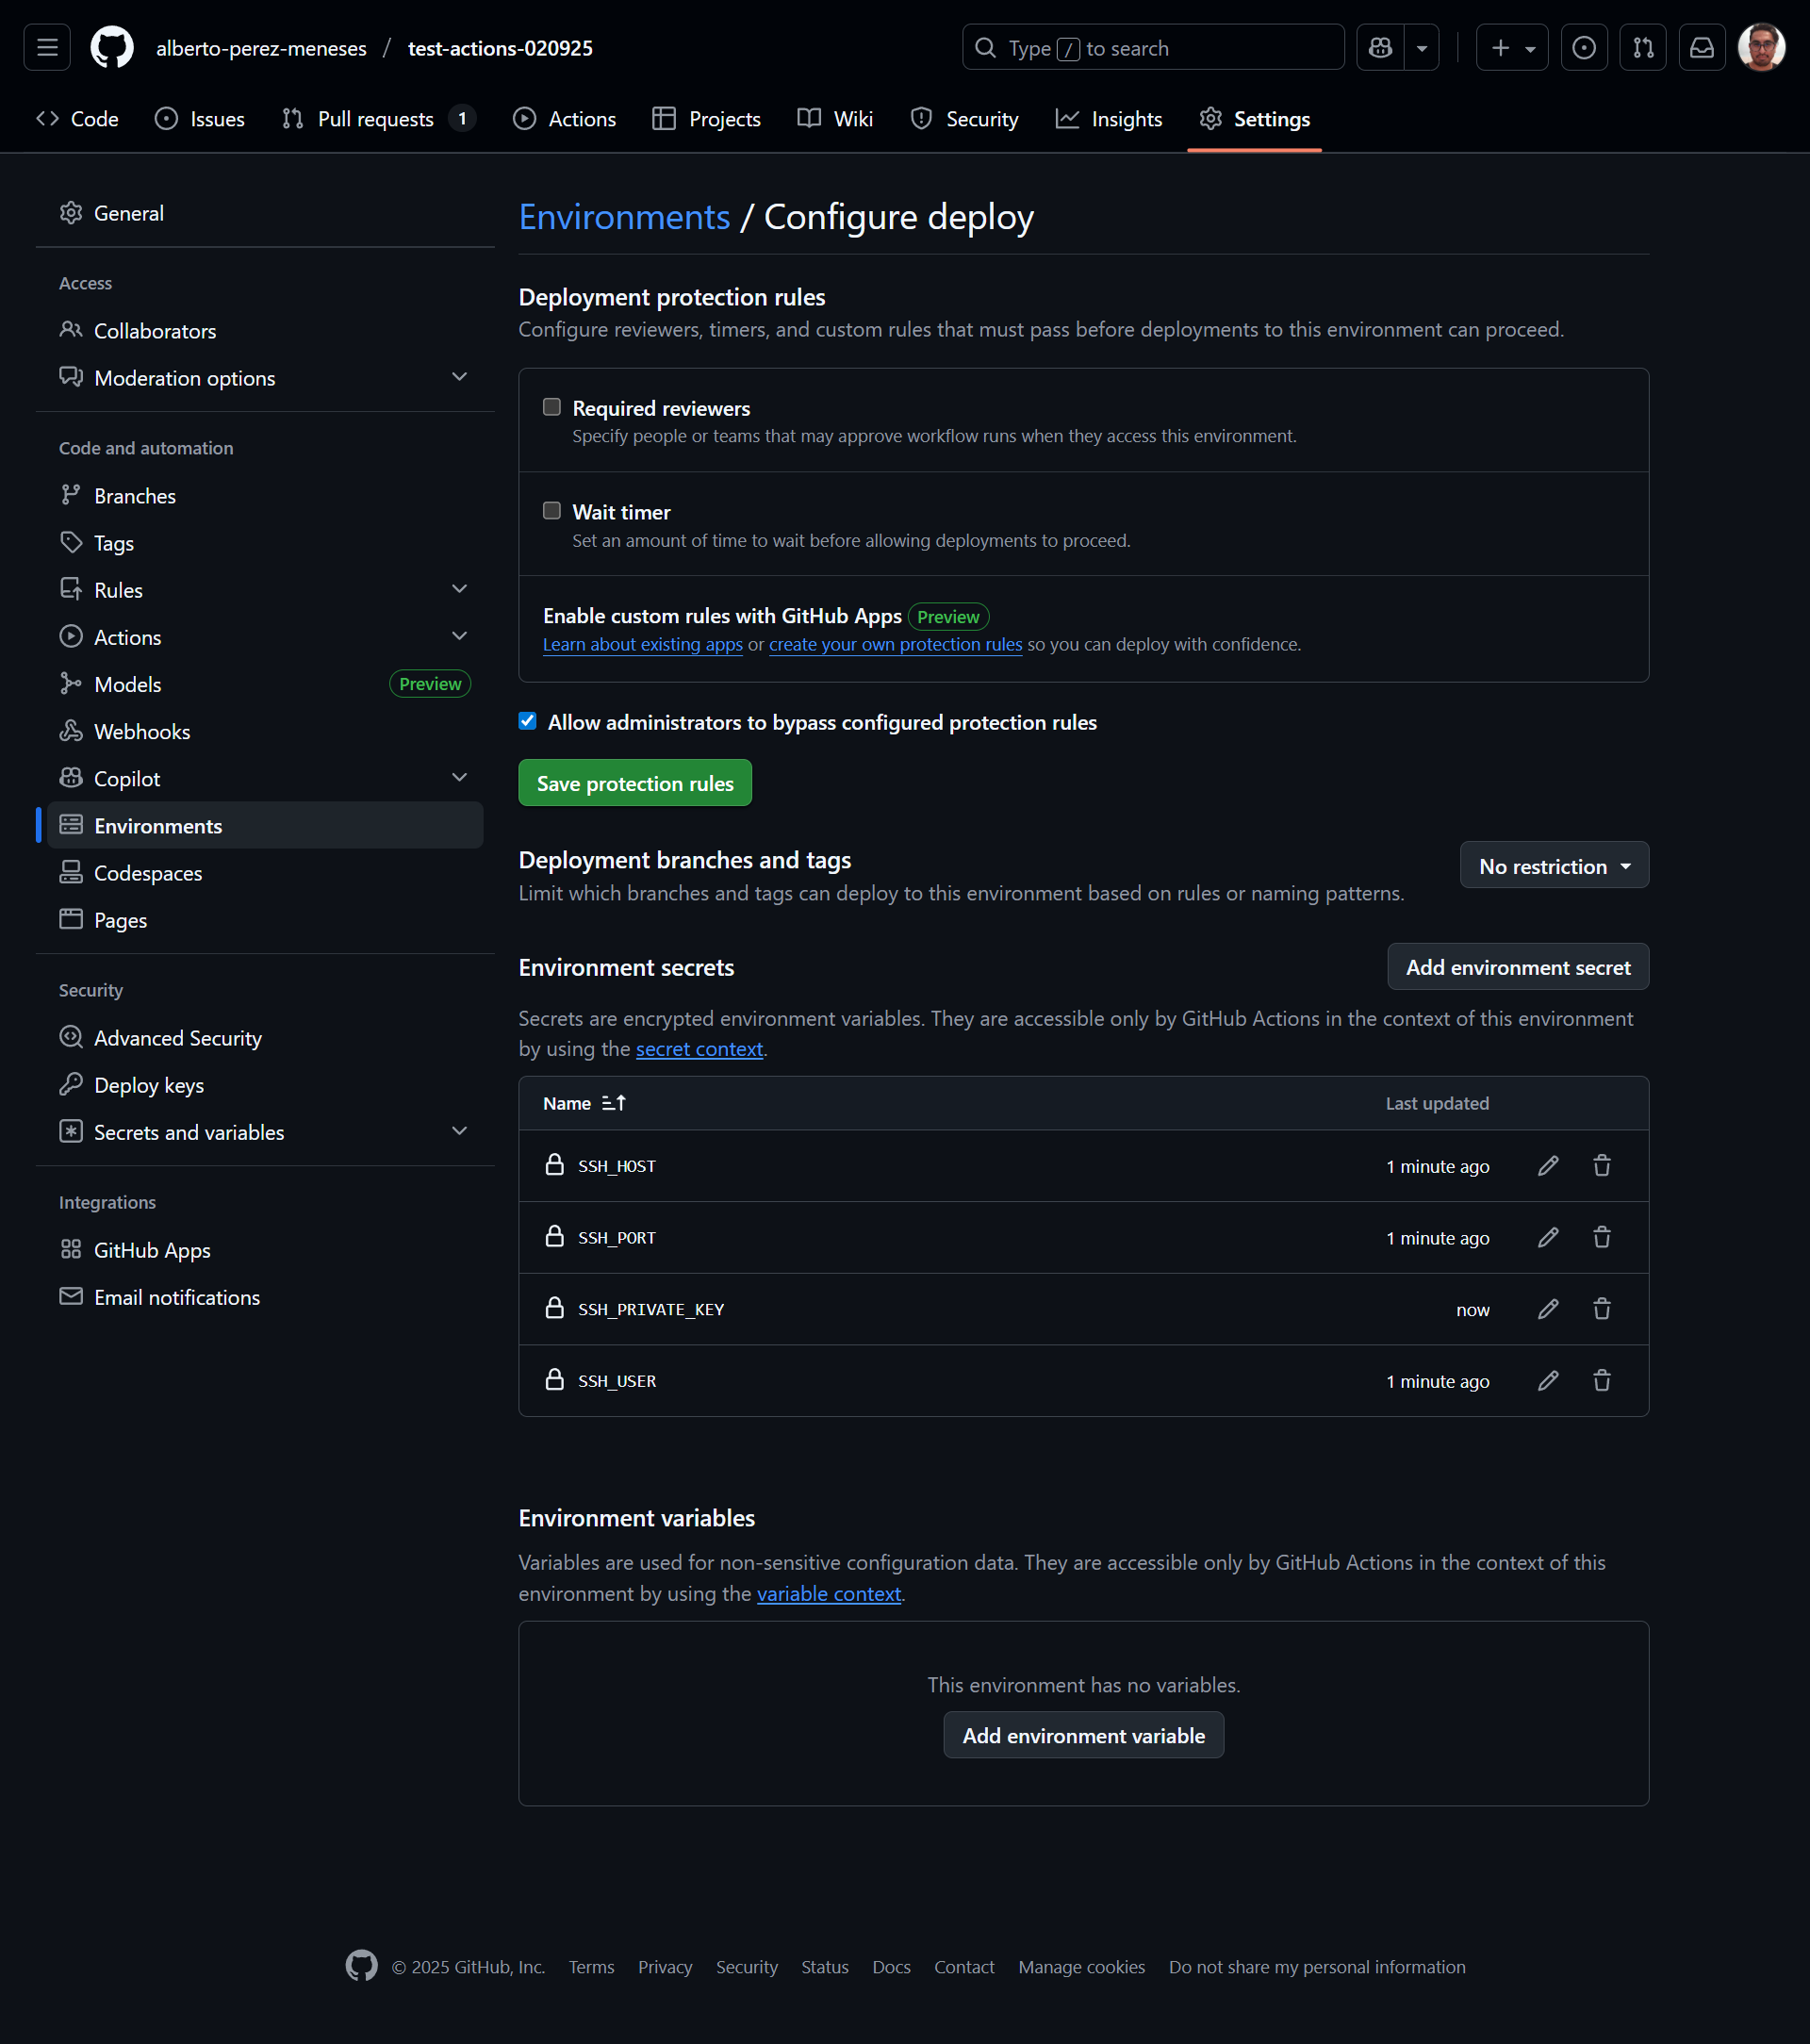 alberto-perez-meneses / test-actions-020925
Type / to search
Code
Issues
Pull requests 1
Actions
Projects
Wiki
Security
Insights
Settings
General
Access
Collaborators
Moderation options
Code and automation
Branches
Tags
Rules
Actions
Models Preview
Webhooks
Copilot
Environments
Codespaces
Pages
Security
Advanced Security
Deploy keys
Secrets and variables
Integrations
GitHub Apps
Email notifications
Environments / Configure deploy
Deployment protection rules
Configure reviewers, timers, and custom rules that must pass before deployments to this environment can proceed.
Required reviewers
Specify people or teams that may approve workflow runs when they access this environment.
Wait timer
Set an amount of time to wait before allowing deployments to proceed.
Enable custom rules with GitHub Apps Preview
Learn about existing apps or create your own protection rules so you can deploy with confidence.
Allow administrators to bypass configured protection rules
Save protection rules
Deployment branches and tags
Limit which branches and tags can deploy to this environment based on rules or naming patterns.
No restriction
Environment secrets
Add environment secret
Secrets are encrypted environment variables. They are accessible only by GitHub Actions in the context of this environment
by using the secret context.
Name Last updated
SSH_HOST 1 minute ago
SSH_PORT 1 minute ago
SSH_PRIVATE_KEY now
SSH_USER 1 minute ago
Environment variables
Variables are used for non-sensitive configuration data. They are accessible only by GitHub Actions in the context of this
environment by using the variable context.
This environment has no variables.
Add environment variable
© 2025 GitHub, Inc. Terms Privacy Security Status Docs Contact Manage cookies Do not share my personal information